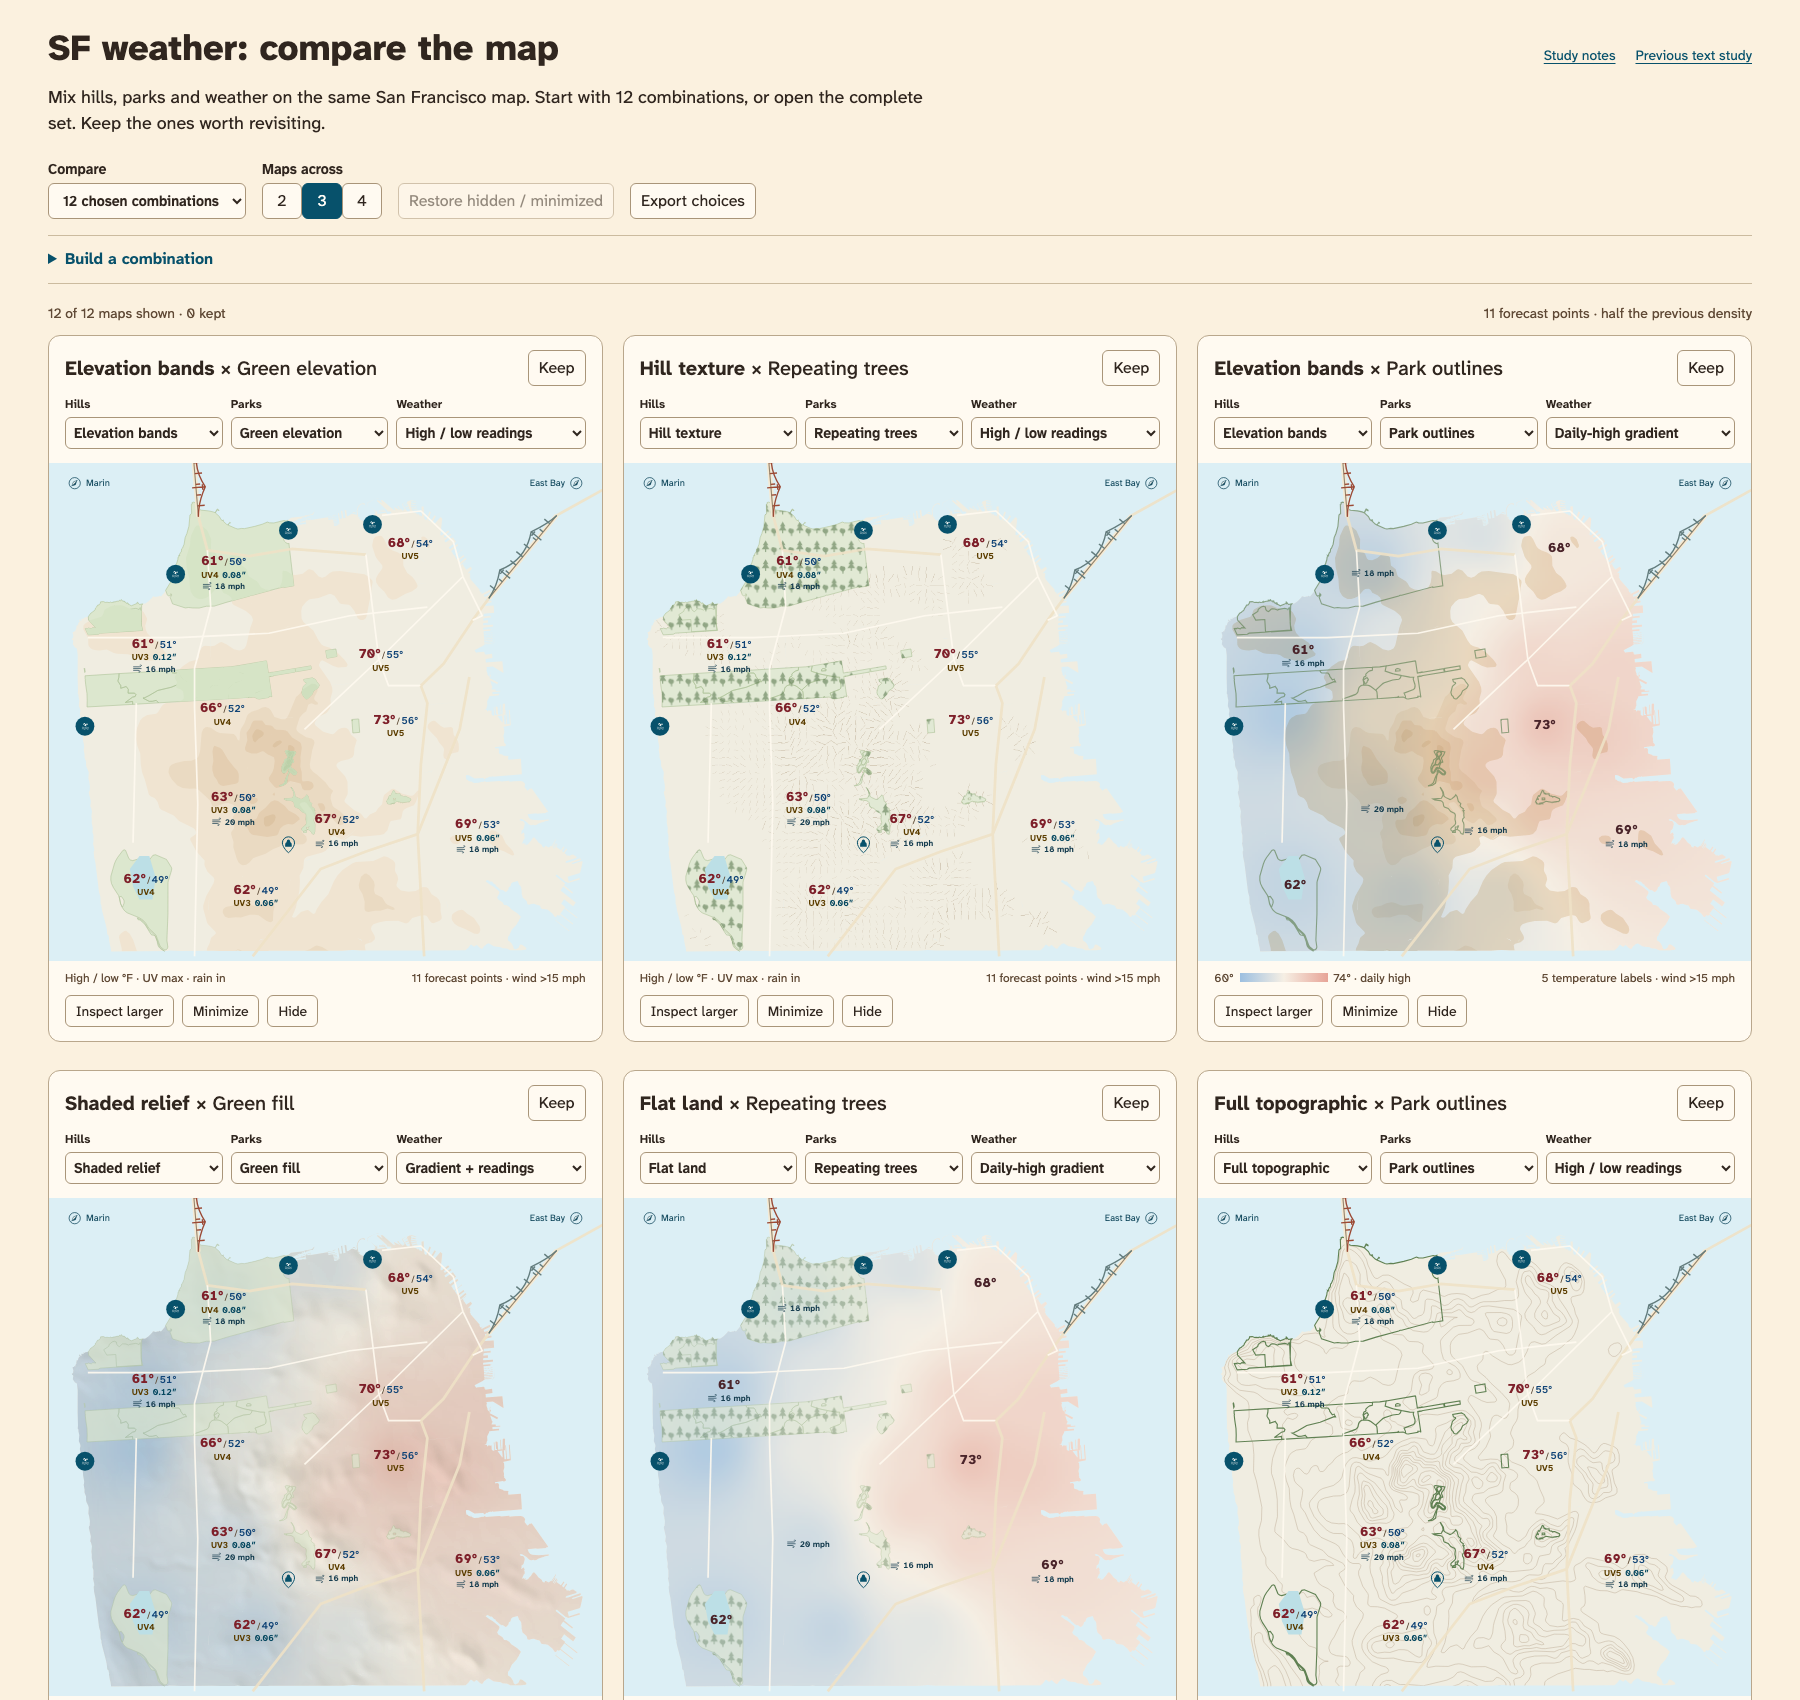 SF weather: compare the map
Study notes
Previous text study
Mix hills, parks and weather on the same San Francisco map. Start with 12 combinations, or open the complete
set. Keep the ones worth revisiting.
Compare
Maps across
12 chosen combinations
2
3
4
Restore hidden / minimized
Export choices
Build a combination
12 of 12 maps shown · 0 kept
11 forecast points · half the previous density
Elevation bands × Green elevation
Keep
Hills
Parks
Weather
Elevation bands
Green elevation
High / low readings
Marin
East Bay
68°/54°
UV5
61°/50°
UV4 0.08"
18 mph
61°/51°
UV3 0.12"
16 mph
70°/55°
UV5
66°/52°
UV4
73°/56°
UV5
63°/50°
UV3 0.08"
20 mph
67°/52°
UV4
16 mph
69°/53°
UV5 0.06"
18 mph
62°/49°
UV4
62°/49°
UV3 0.06"
High / low °F · UV max · rain in
11 forecast points · wind >15 mph
Inspect larger
Minimize
Hide
Hill texture × Repeating trees
Keep
Hills
Parks
Weather
Hill texture
Repeating trees
High / low readings
Marin
East Bay
68°/54°
UV5
61°/50°
UV4 0.08"
18 mph
61°/51°
UV3 0.12"
16 mph
70°/55°
UV5
66°/52°
UV4
73°/56°
UV5
63°/50°
UV3 0.08"
20 mph
67°/52°
UV4
16 mph
69°/53°
UV5 0.06"
18 mph
62°/49°
UV4
62°/49°
UV3 0.06"
High / low °F · UV max · rain in
11 forecast points · wind >15 mph
Inspect larger
Minimize
Hide
Elevation bands × Park outlines
Keep
Hills
Parks
Weather
Elevation bands
Park outlines
Daily-high gradient
Marin
East Bay
68°
18 mph
61°
16 mph
73°
20 mph
16 mph
69°
18 mph
62°
60°
74° · daily high
5 temperature labels · wind >15 mph
Inspect larger
Minimize
Hide
Shaded relief × Green fill
Keep
Hills
Parks
Weather
Shaded relief
Green fill
Gradient + readings
Marin
East Bay
68°/54°
UV5
61°/50°
UV4 0.08"
18 mph
61°/51°
UV3 0.12"
16 mph
70°/55°
UV5
66°/52°
UV4
73°/56°
UV5
63°/50°
UV3 0.08"
20 mph
67°/52°
UV4
16 mph
69°/53°
UV5 0.06"
18 mph
62°/49°
UV4
62°/49°
UV3 0.06"
Flat land × Repeating trees
Keep
Hills
Parks
Weather
Flat land
Repeating trees
Daily-high gradient
Marin
East Bay
68°
18 mph
61°
16 mph
73°
20 mph
16 mph
69°
18 mph
62°
Full topographic × Park outlines
Keep
Hills
Parks
Weather
Full topographic
Park outlines
High / low readings
Marin
East Bay
68°/54°
UV5
61°/50°
UV4 0.08"
18 mph
61°/51°
UV3 0.12"
16 mph
70°/55°
UV5
66°/52°
UV4
73°/56°
UV5
63°/50°
UV3 0.08"
20 mph
67°/52°
UV4
16 mph
69°/53°
UV5 0.06"
18 mph
62°/49°
UV4
62°/49°
UV3 0.06"